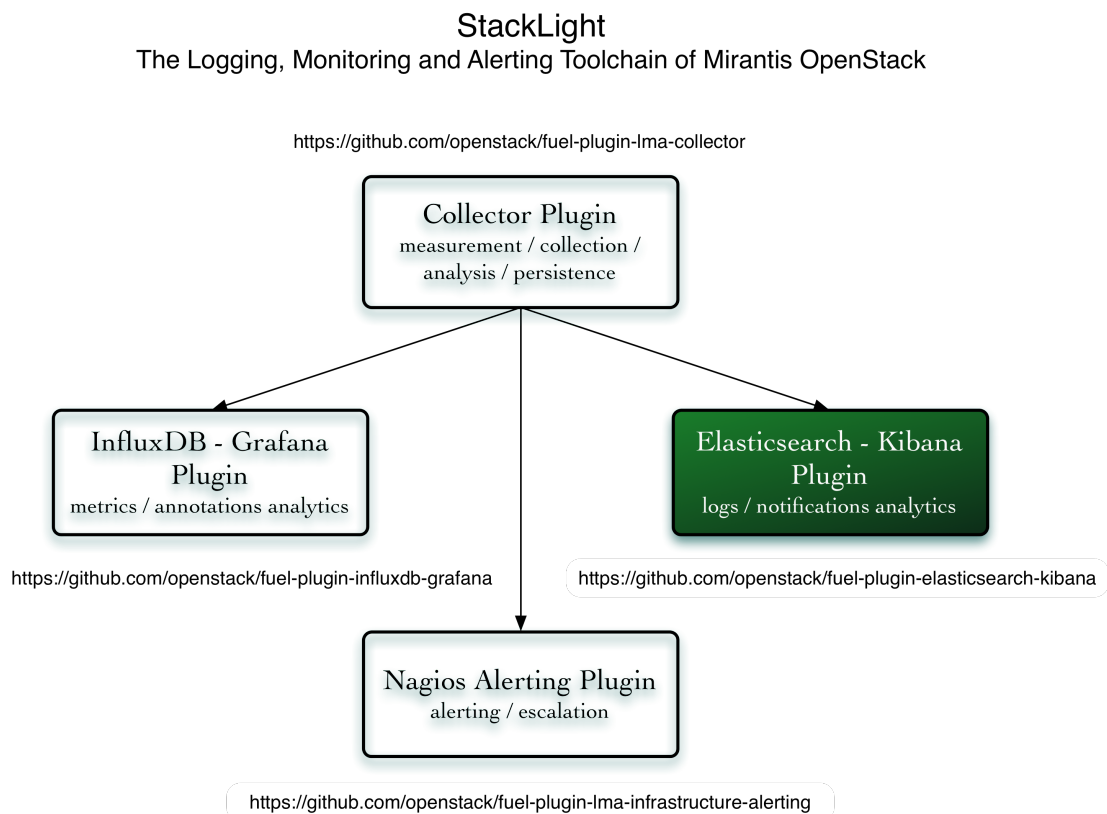 StackLight
The Logging, Monitoring and Alerting Toolchain of Mirantis OpenStack
https://github.com/openstack/fuel-plugin-lma-collector
Collector Plugin
measurement / collection /
analysis / persistence
InfluxDB - Grafana
Plugin
metrics / annotations analytics
https://github.com/openstack/fuel-plugin-influxdb-grafana
Elasticsearch - Kibana
Plugin
logs / notifications analytics
https://github.com/openstack/fuel-plugin-elasticsearch-kibana
Nagios Alerting Plugin
alerting / escalation
https://github.com/openstack/fuel-plugin-lma-infrastructure-alerting